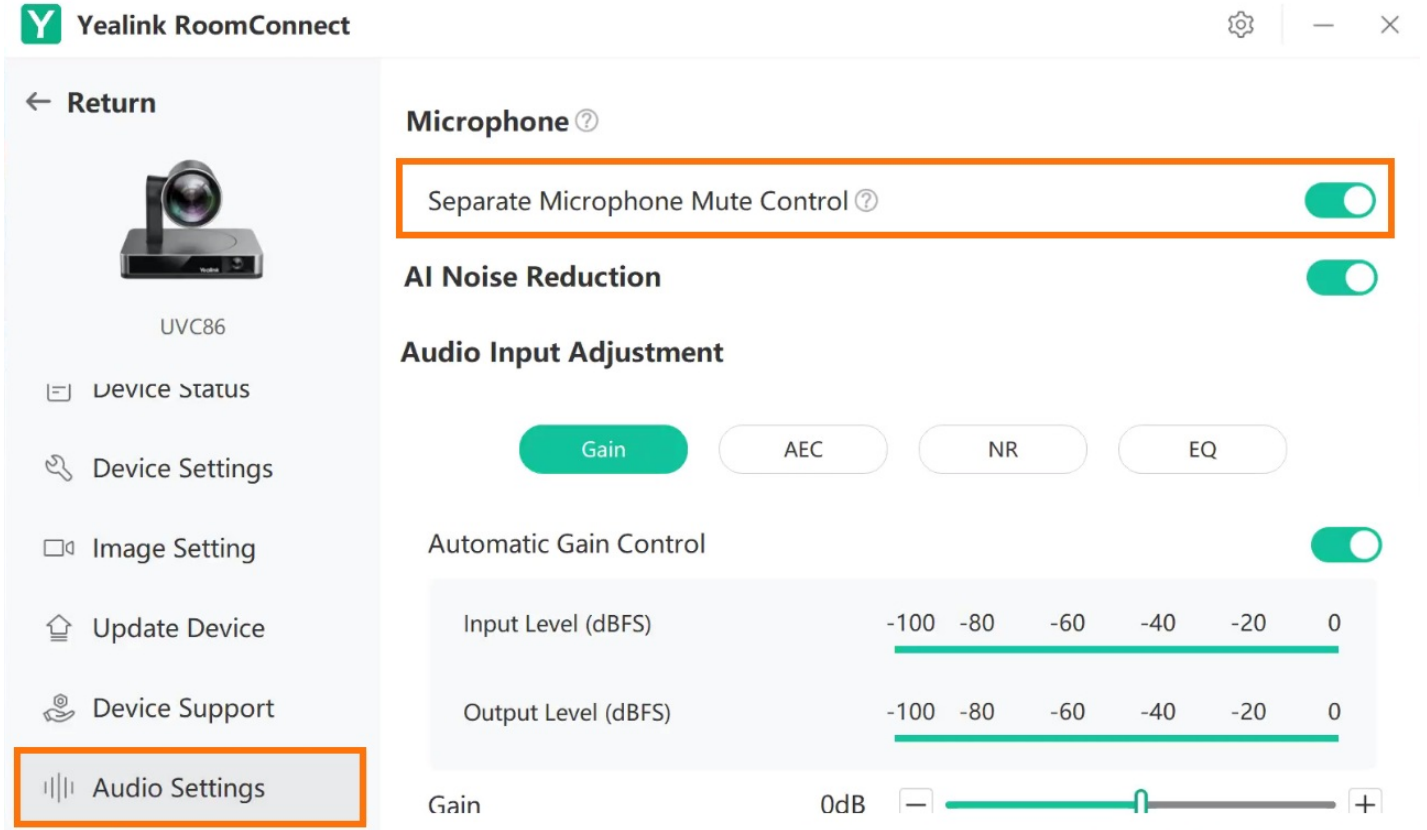 Y Yealink RoomConnect
← Return
Yealink
UVC86
Device Status
Device Settings
Image Setting
Update Device
Device Support
Audio Settings
Microphone ?
Separate Microphone Mute Control ?
AI Noise Reduction
Audio Input Adjustment
Gain AEC NR EQ
Automatic Gain Control
Input Level (dBFS) -100 -80 -60 -40 -20 0
Output Level (dBFS) -100 -80 -60 -40 -20 0
Gain 0dB